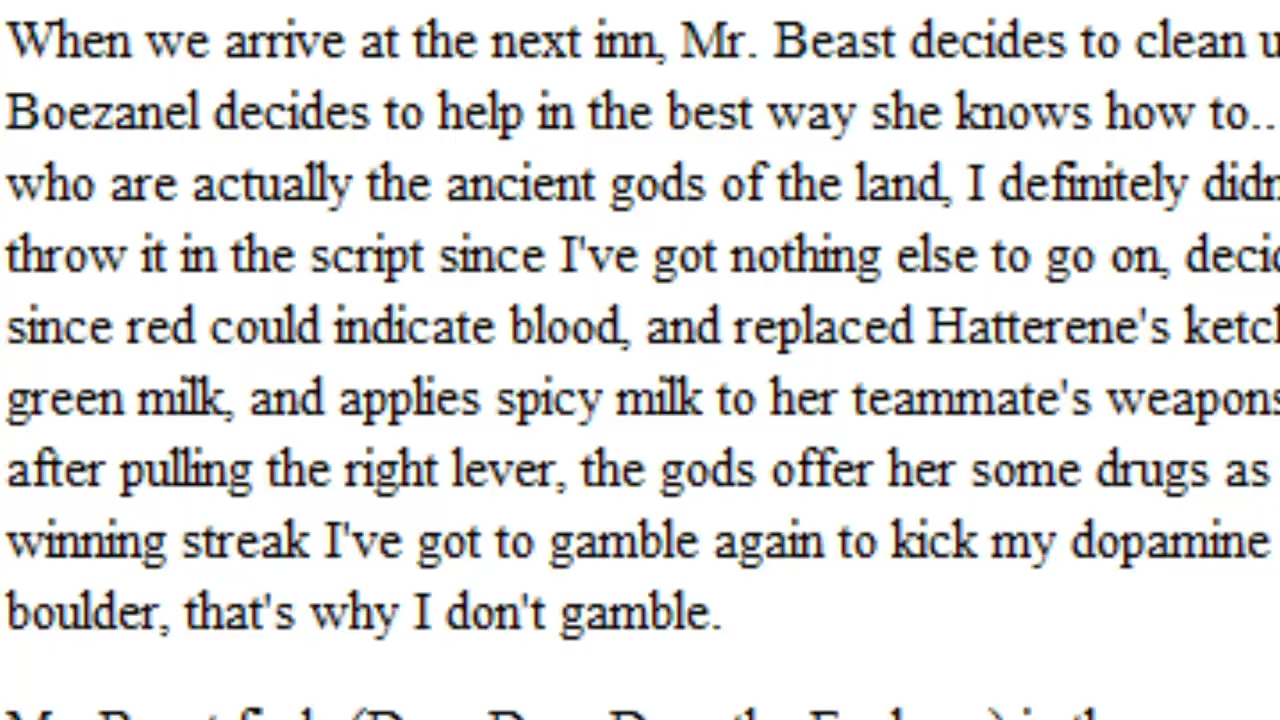 When we arrive at the next inn, Mr. Beast decides to clean
Boezanel decides to help in the best way she knows how to..
who are actually the ancient gods of the land, I definitely
throw it in the script since I've got nothing else to go on,
since red could indicate blood, and replaced Hatterene's
green milk, and applies spicy milk to her teammate's weapons
after pulling the right lever, the gods offer her some drugs as
winning streak I've got to gamble again to kick my dopamine
boulder, that's why I don't gamble.